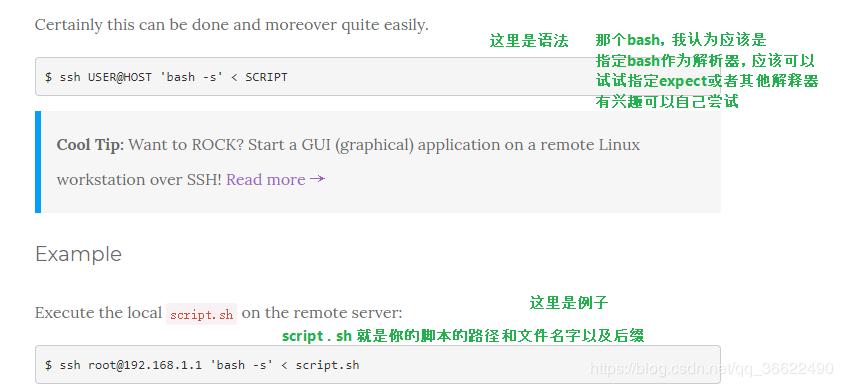 Certainly this can be done and moreover quite easily.
这里是语法
那个bash, 我认为应该是
指定bash作为解析器, 应该可以
试试指定expect或者其他解释器
有兴趣可以自己尝试
$ ssh USER@HOST 'bash -s' < SCRIPT
Cool Tip: Want to ROCK? Start a GUI (graphical) application on a remote Linux
workstation over SSH! Read more →
Example
这里是例子
Execute the local script.sh on the remote server:
script . sh 就是你的脚本的路径和文件名字以及后缀
$ ssh root@192.168.1.1 'bash -s' < script.sh
https://blog.csdn.net/qq_36622490